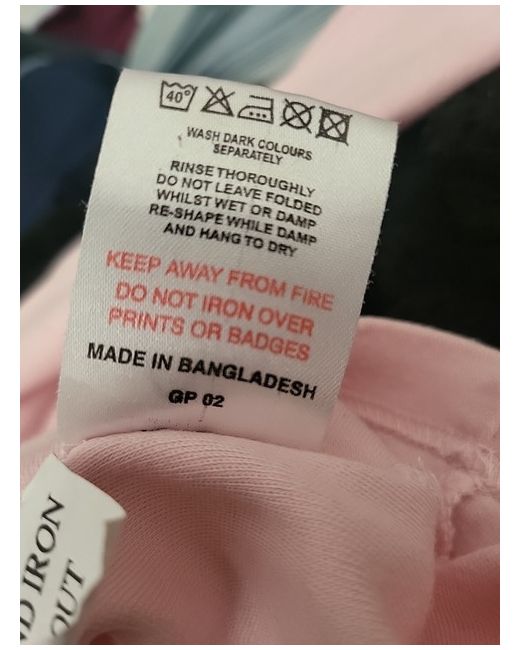 40°
WASH DARK COLOURS
SEPARATELY
RINSE THOROUGHLY
DO NOT LEAVE FOLDED
WHILST WET OR DAMP
RE-SHAPE WHILE DAMP
AND HANG TO DRY
KEEP AWAY FROM FIRE
DO NOT IRON OVER
PRINTS OR BADGES
MADE IN BANGLADESH
GP 02
IRON
OUT